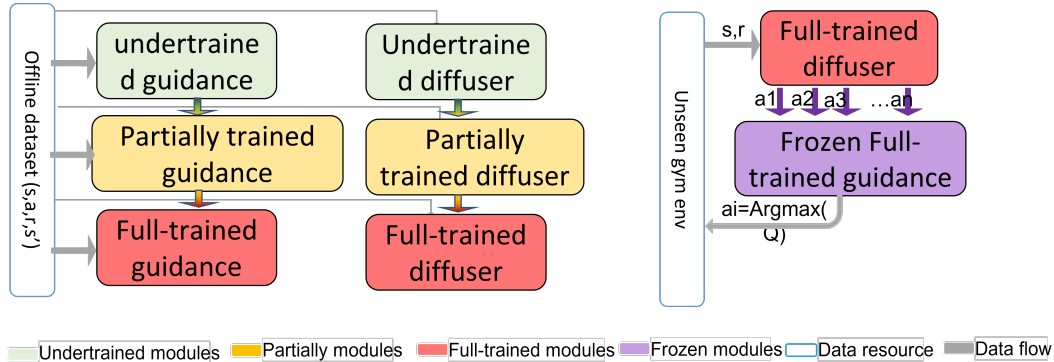 Offline dataset (s,a,r,s’)
undertraine
d guidance
Undertraine
d diffuser
Partially trained
guidance
Partially
trained diffuser
Full-trained
guidance
Full-trained
diffuser
Unseen gym env
s,r
Full-trained
diffuser
a1 a2 a3 ...an
Frozen Full-
trained guidance
ai=Argmax(
Q)
Undertrained modules
Partially modules
Full-trained modules
Frozen modules
Data resource
Data flow